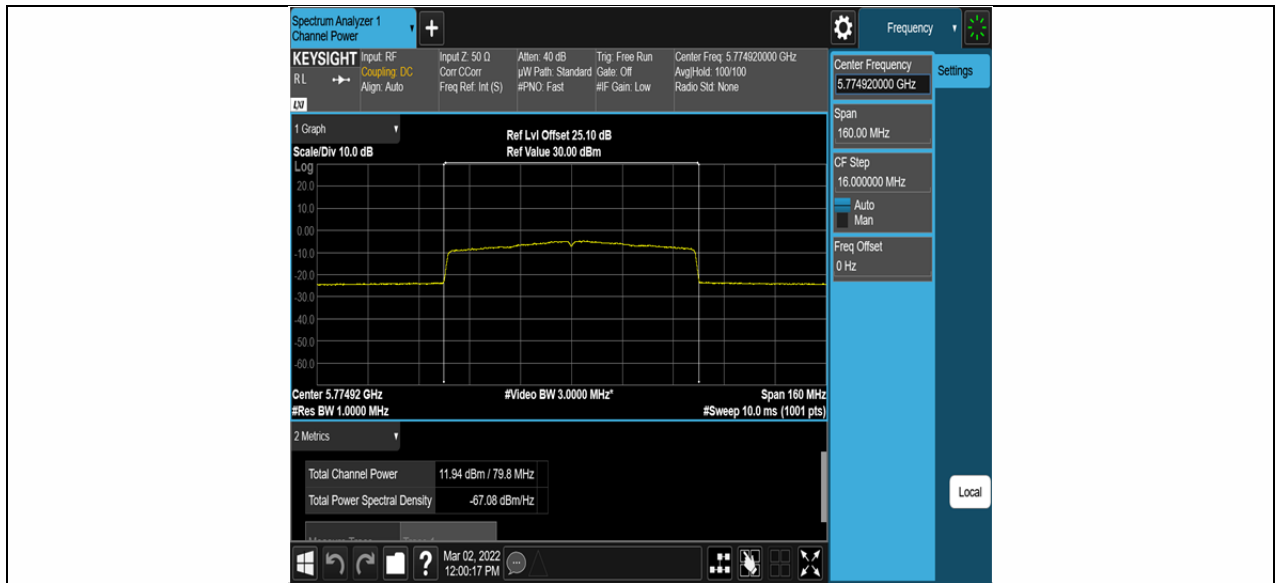 Spectrum Analyzer 1
Channel Power
+
Frequency
KEYSIGHT
RL
LXI
Input: RF
Coupling: DC
Align: Auto
Input Z: 50 Ω
Corr CCorr
Freq Ref: Int (S)
Atten: 40 dB
µW Path: Standard
#PNO: Fast
Trig: Free Run
Gate: Off
#IF Gain: Low
Center Freq: 5.774920000 GHz
Avg|Hold: 100/100
Radio Std: None
Center Frequency
5.774920000 GHz
Settings
Span
160.00 MHz
CF Step
16.000000 MHz
Auto
Man
Freq Offset
0 Hz
Local
1 Graph
Scale/Div 10.0 dB
Ref Lvl Offset 25.10 dB
Ref Value 30.00 dBm
Log
20.0
10.0
0.00
-10.0
-20.0
-30.0
-40.0
-50.0
-60.0
Center 5.77492 GHz
#Video BW 3.0000 MHz*
Span 160 MHz
#Res BW 1.0000 MHz
#Sweep 10.0 ms (1001 pts)
2 Metrics
Total Channel Power 11.94 dBm / 79.8 MHz
Total Power Spectral Density -67.08 dBm/Hz
?
Mar 02, 2022
12:00:17 PM